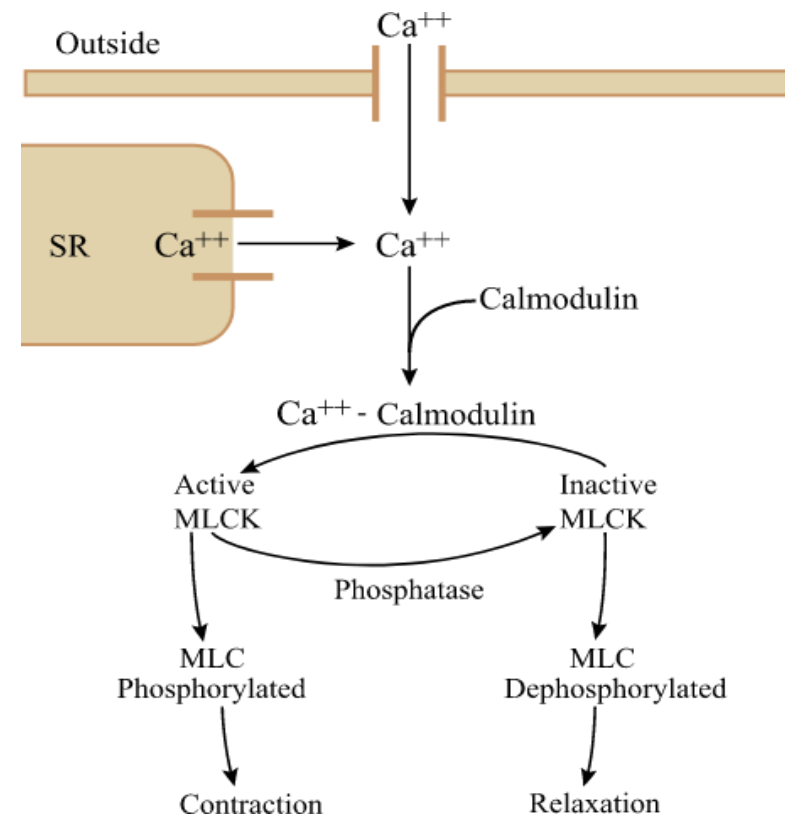 Ca⁺⁺
Outside
SR
Ca⁺⁺
Ca⁺⁺
Calmodulin
Ca⁺⁺ - Calmodulin
Active
MLCK
Inactive
MLCK
Phosphatase
MLC
Phosphorylated
MLC
Dephosphorylated
Contraction
Relaxation